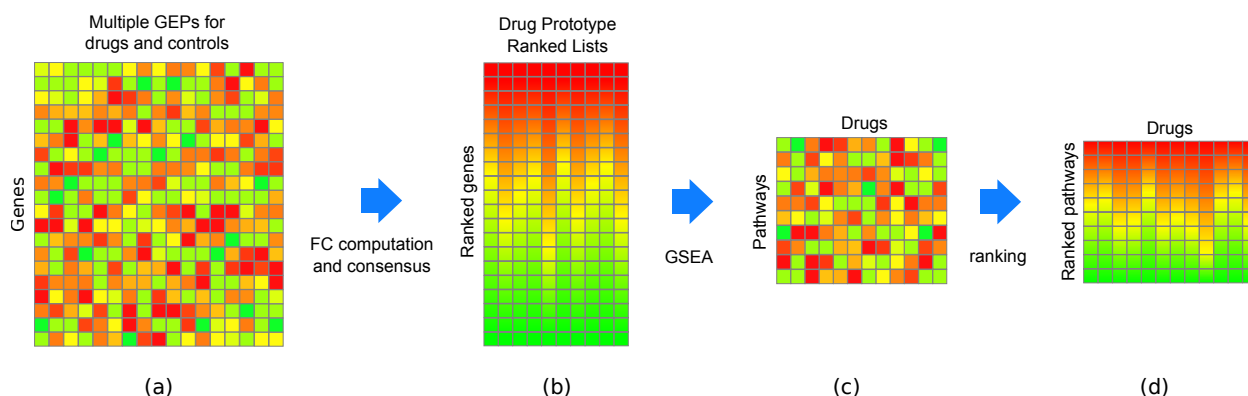 Multiple GEPs for
drugs and controls
Genes
(a)
FC computation
and consensus
Drug Prototype
Ranked Lists
Ranked genes
(b)
GSEA
Drugs
Pathways
(c)
ranking
Drugs
Ranked pathways
(d)